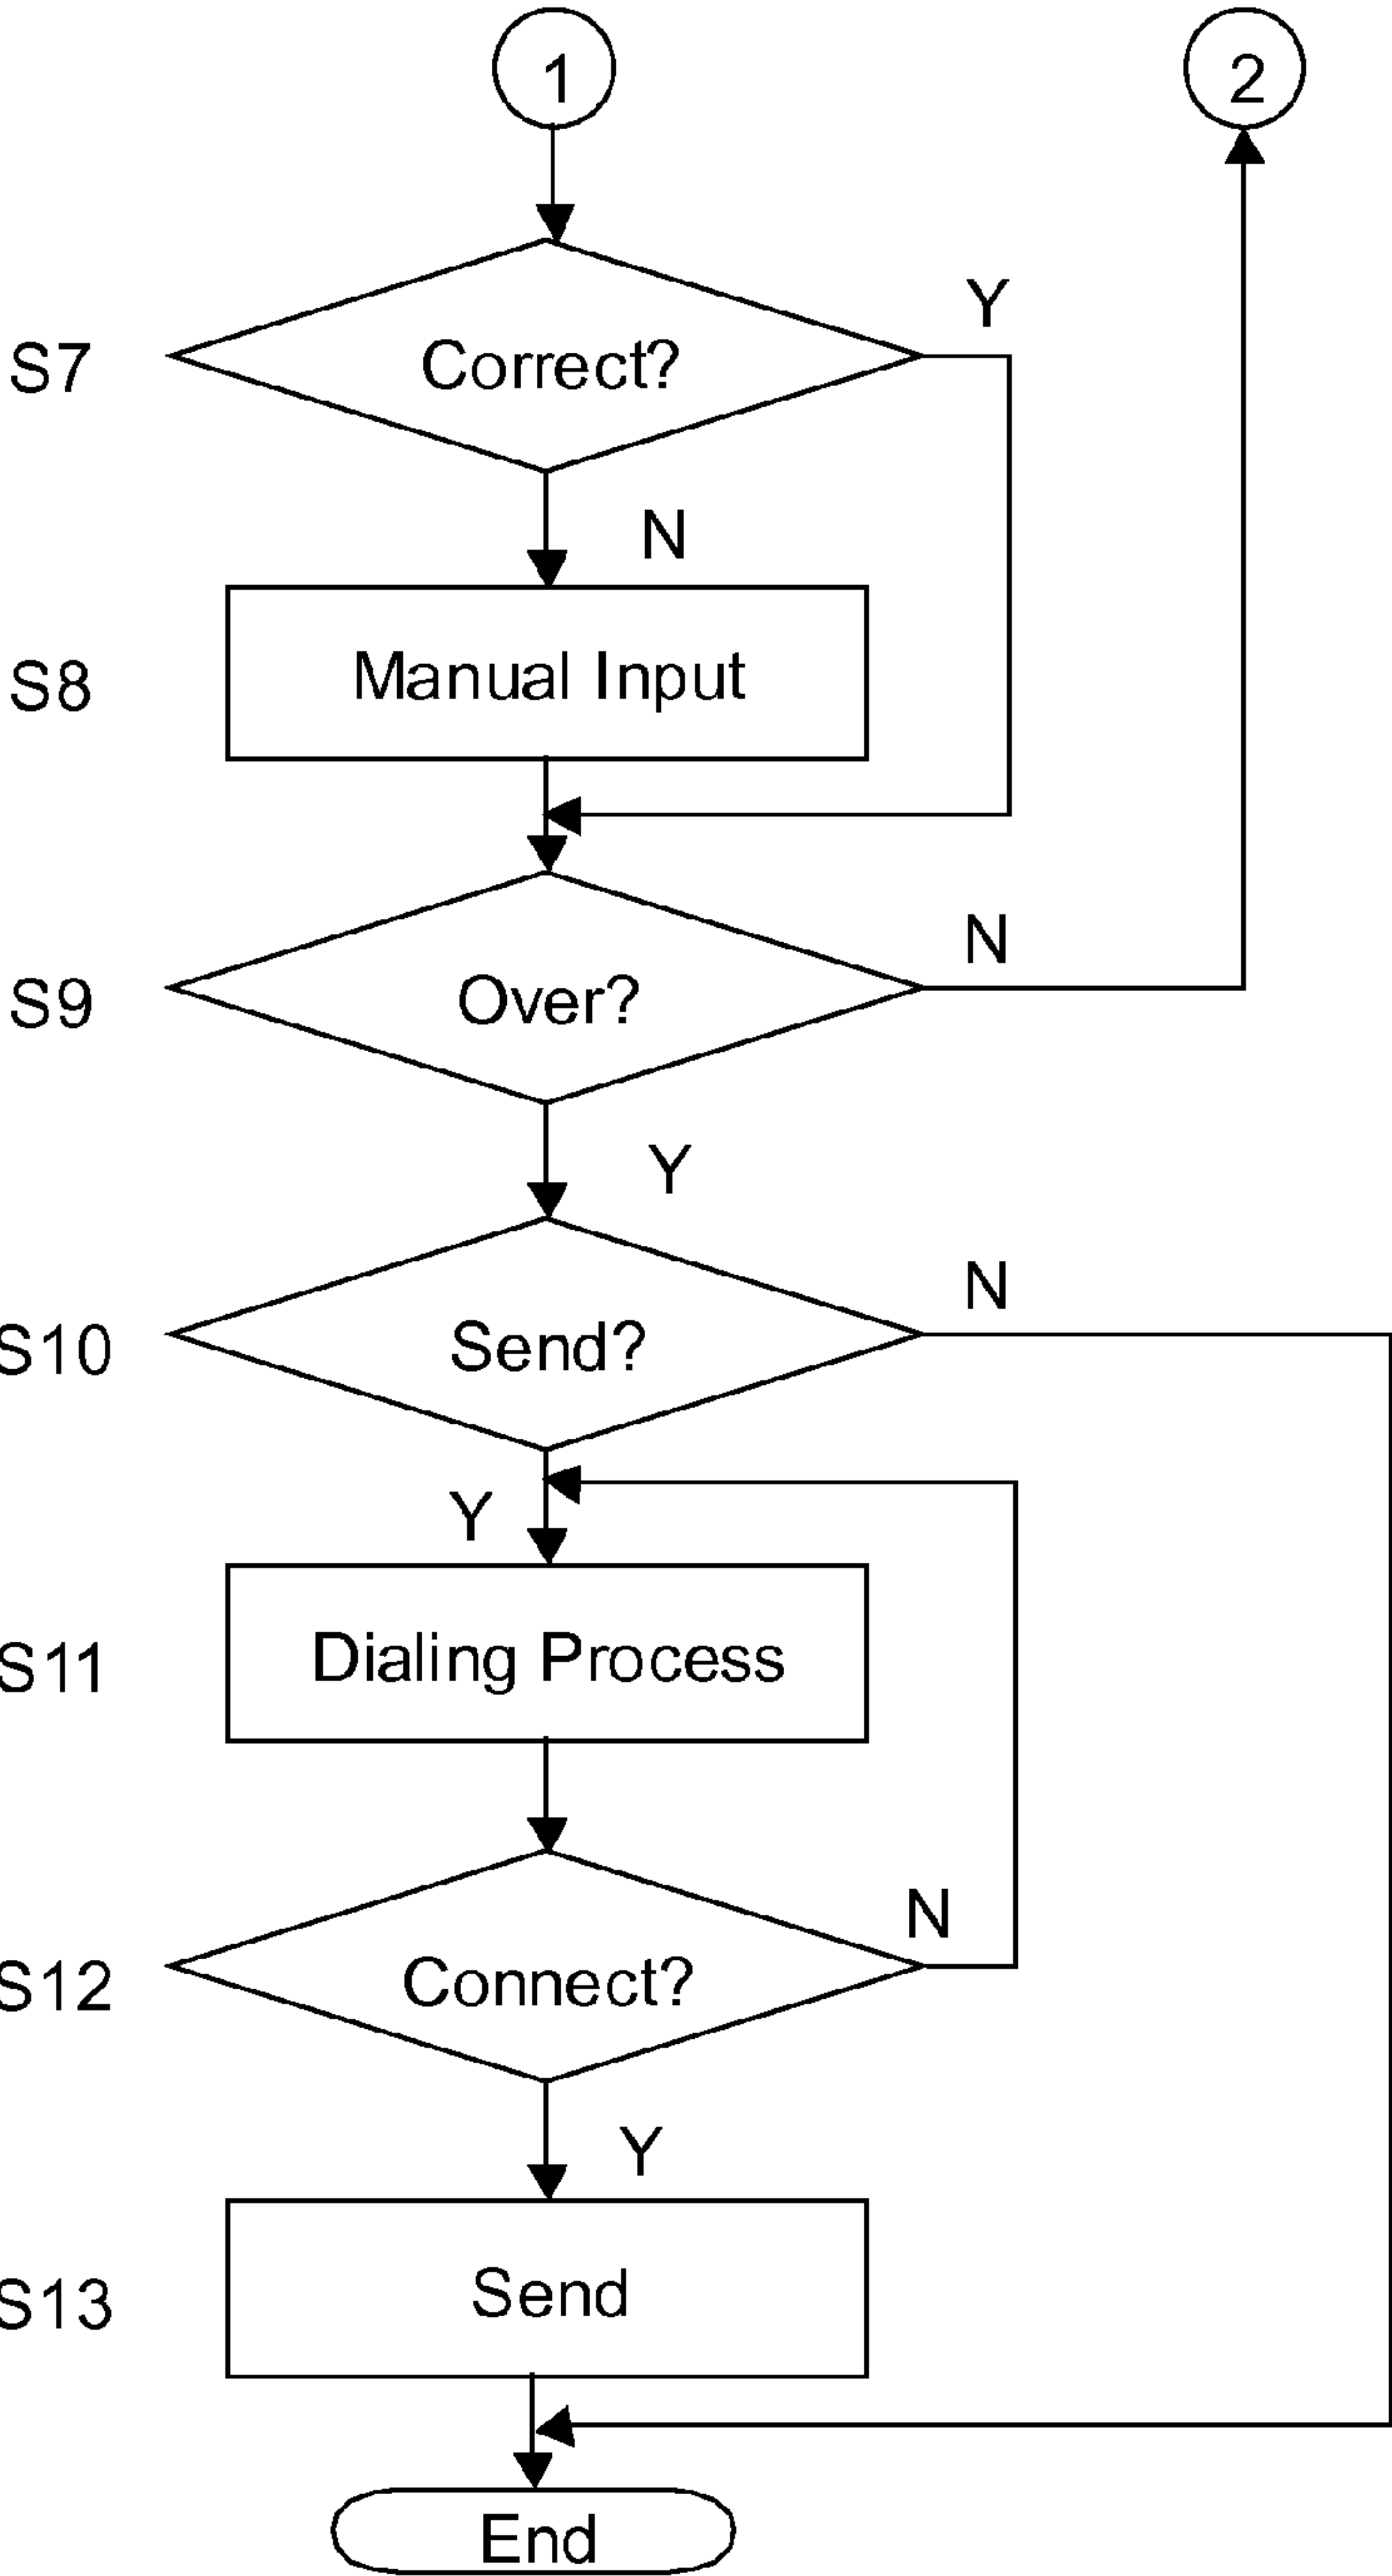 1
2
Y
S7
Correct?
N
S8
Manual Input
N
S9
Over?
Y
N
S10
Send?
Y
S11
Dialing Process
N
S12
Connect?
Y
S13
Send
End